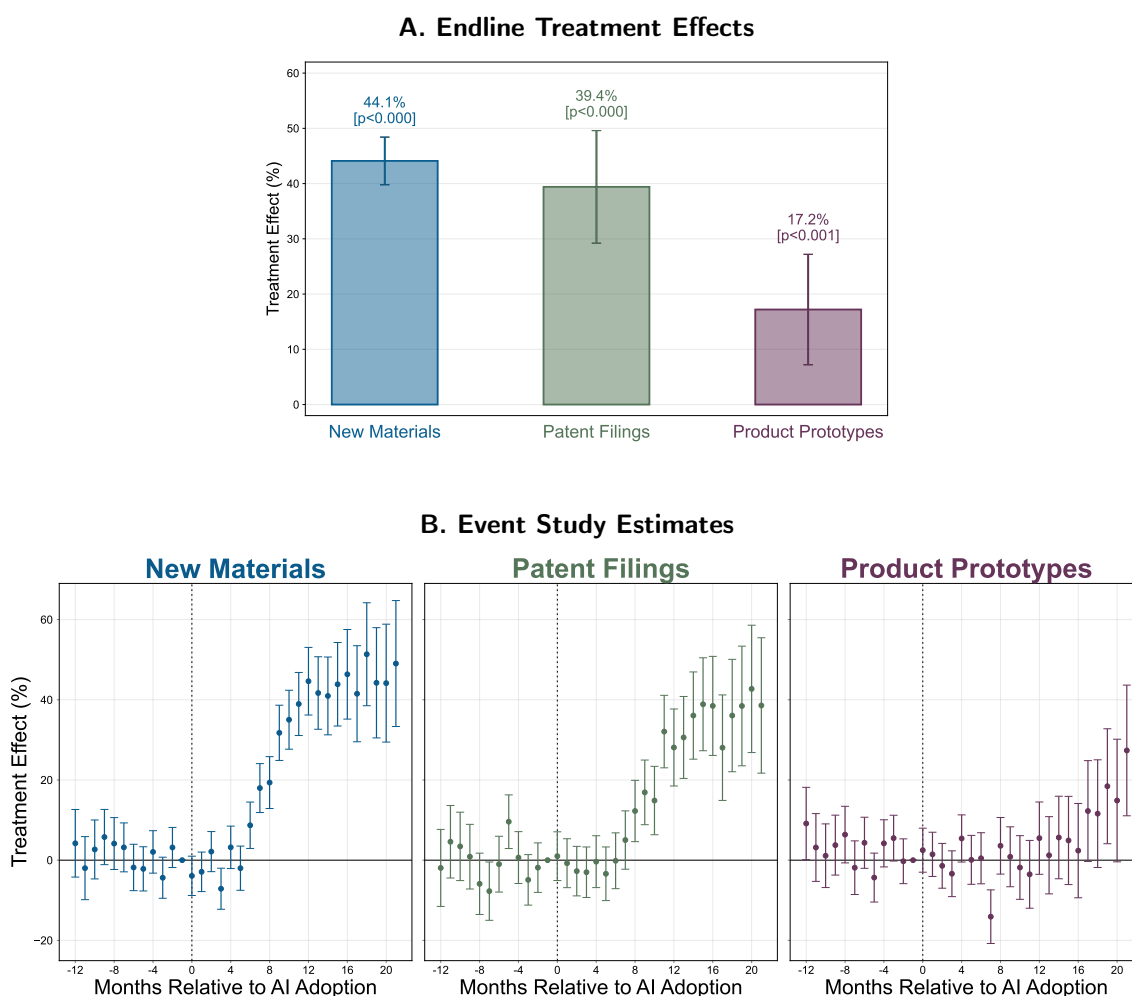 A. Endline Treatment Effects
60
50
40
30
20
10
0
Treatment Effect (%)
44.1%
[p<0.000]
39.4%
[p<0.000]
17.2%
[p<0.001]
New Materials
Patent Filings
Product Prototypes
B. Event Study Estimates
New Materials
Patent Filings
Product Prototypes
Treatment Effect (%)
60
40
20
0
−20
-12 -8 -4 0 4 8 12 16 20
-12 -8 -4 0 4 8 12 16 20
-12 -8 -4 0 4 8 12 16 20
Months Relative to AI Adoption
Months Relative to AI Adoption
Months Relative to AI Adoption